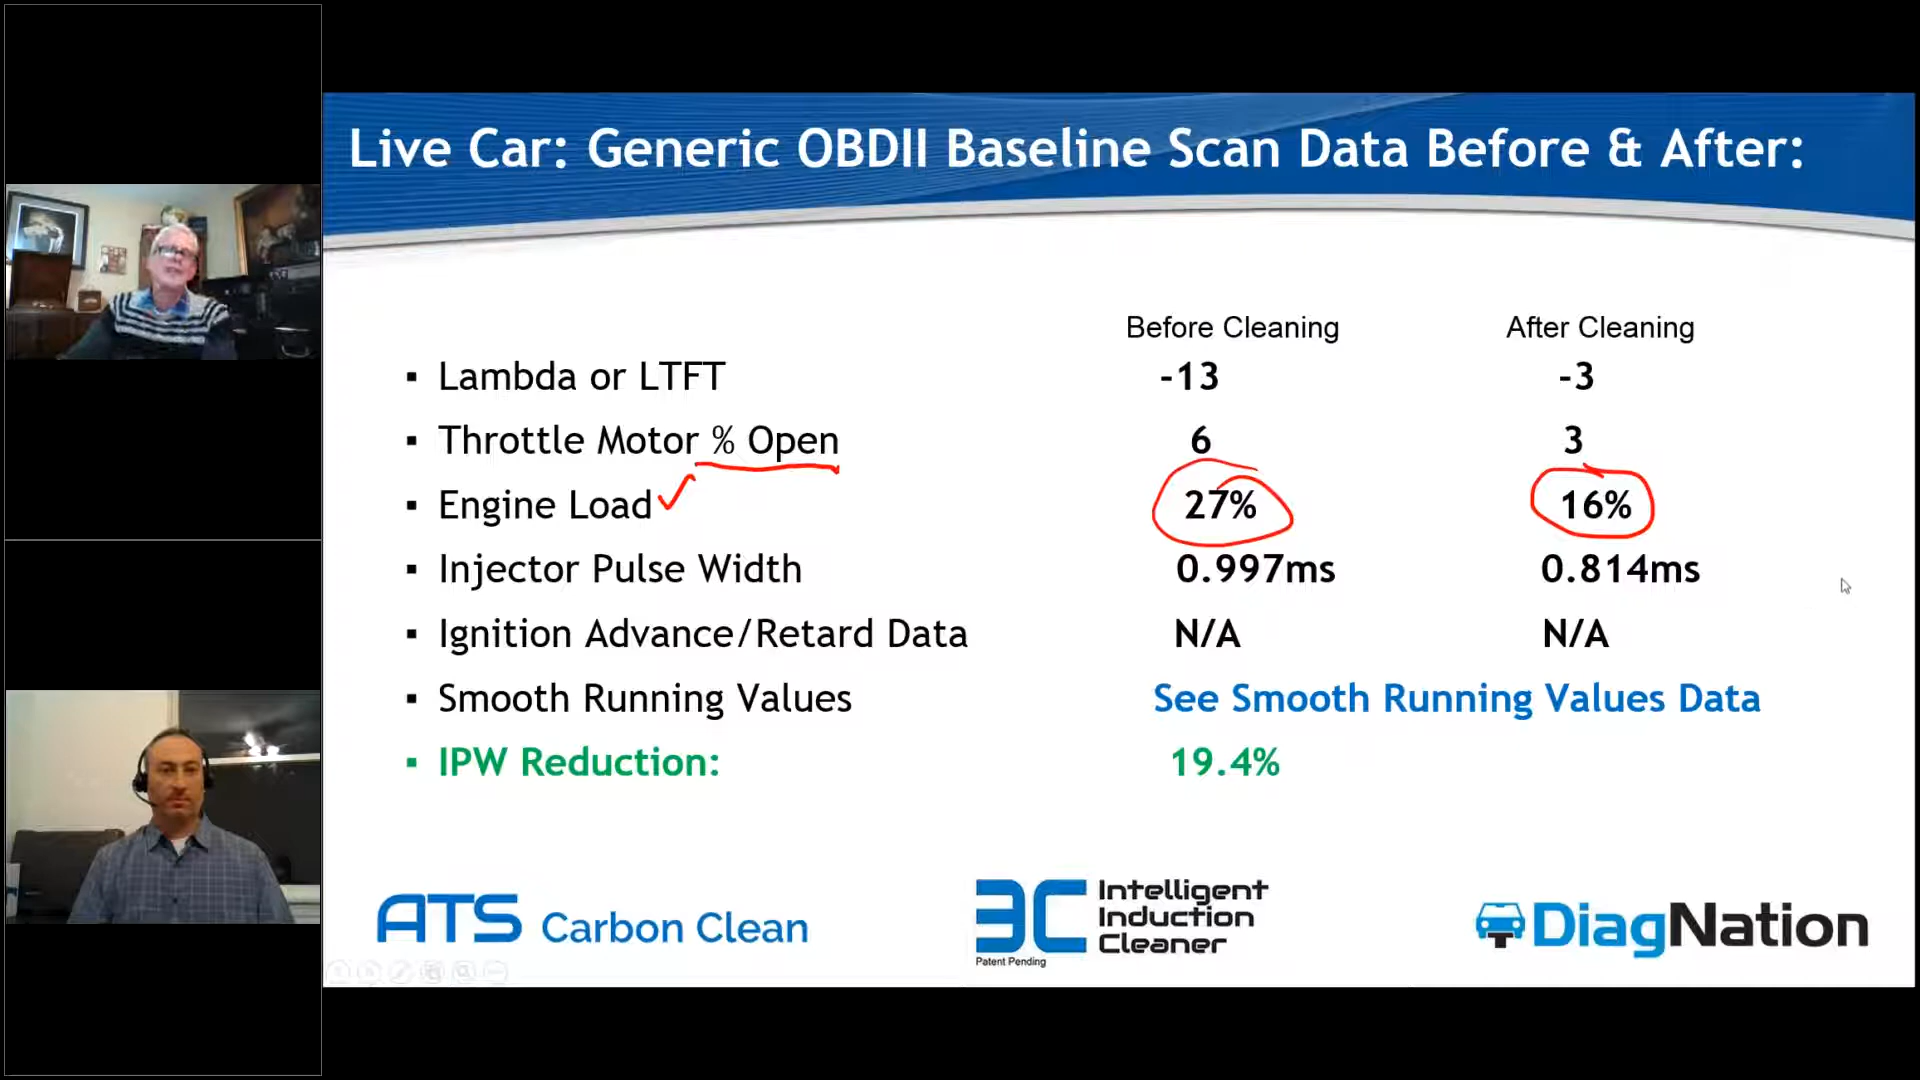 Live Car: Generic OBDII Baseline Scan Data Before & After:
Before Cleaning After Cleaning
▪ Lambda or LTFT -13 -3
▪ Throttle Motor % Open 6 3
▪ Engine Load 27% 16%
▪ Injector Pulse Width 0.997ms 0.814ms
▪ Ignition Advance/Retard Data N/A N/A
▪ Smooth Running Values See Smooth Running Values Data
▪ IPW Reduction: 19.4%
ATS Carbon Clean
3C Intelligent
Induction
Cleaner
Patent Pending
DiagNation